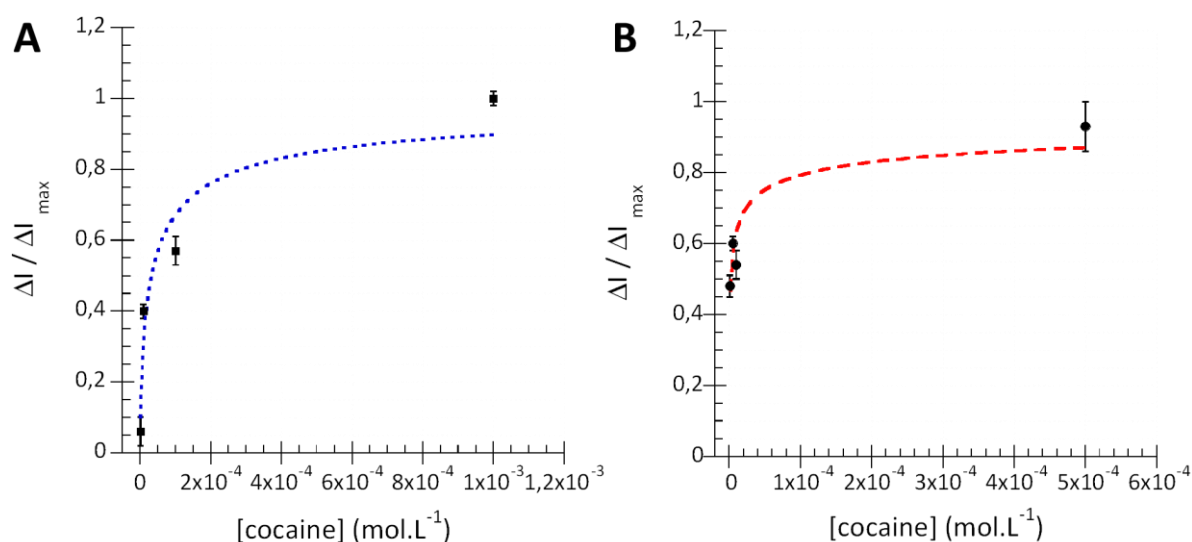 A
1,2
1
0,8
0,6
0,4
0,2
0
ΔI / ΔI max
0 2x10⁻⁴ 4x10⁻⁴ 6x10⁻⁴ 8x10⁻⁴ 1x10⁻³ 1,2x10⁻³
[cocaine] (mol.L⁻¹)
B
1,2
1
0,8
0,6
0,4
0,2
0
ΔI / ΔI max
0 1x10⁻⁴ 2x10⁻⁴ 3x10⁻⁴ 4x10⁻⁴ 5x10⁻⁴ 6x10⁻⁴
[cocaine] (mol.L⁻¹)